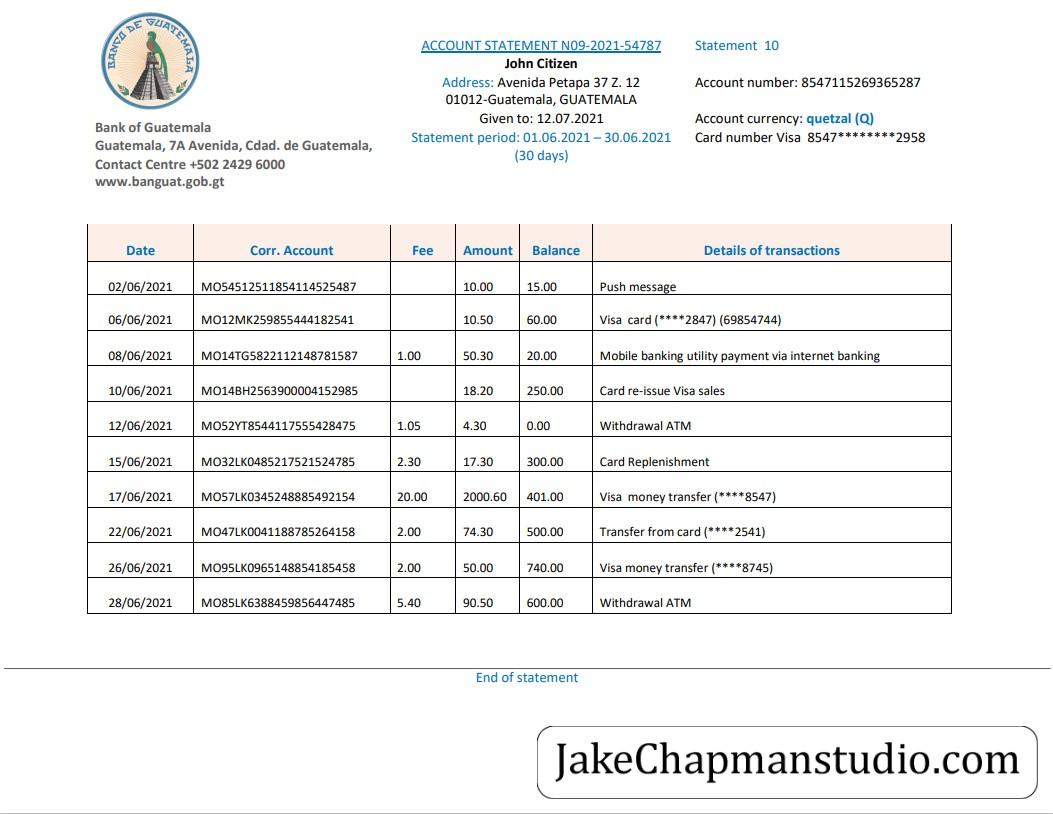 BANCO DE GUATEMALA
Bank of Guatemala
Guatemala, 7A Avenida, Cdad. de Guatemala,
Contact Centre +502 2429 6000
www.banguat.gob.gt
ACCOUNT STATEMENT N09-2021-54787
John Citizen
Address: Avenida Petapa 37 Z. 12
01012-Guatemala, GUATEMALA
Given to: 12.07.2021
Statement period: 01.06.2021 – 30.06.2021
(30 days)
Statement 10
Account number: 8547115269365287
Account currency: quetzal (Q)
Card number Visa 8547********2958
Date Corr. Account Fee Amount Balance Details of transactions
02/06/2021 MO54512511854114525487 10.00 15.00 Push message
06/06/2021 MO12MK259855444182541 10.50 60.00 Visa card (****2847) (69854744)
08/06/2021 MO14TG5822112148781587 1.00 50.30 20.00 Mobile banking utility payment via internet banking
10/06/2021 MO14BH2563900004152985 18.20 250.00 Card re-issue Visa sales
12/06/2021 MO52YT8544117555428475 1.05 4.30 0.00 Withdrawal ATM
15/06/2021 MO32LK0485217521524785 2.30 17.30 300.00 Card Replenishment
17/06/2021 MO57LK0345248885492154 20.00 2000.60 401.00 Visa money transfer (****8547)
22/06/2021 MO47LK0041188785264158 2.00 74.30 500.00 Transfer from card (****2541)
26/06/2021 MO95LK0965148854185458 2.00 50.00 740.00 Visa money transfer (****8745)
28/06/2021 MO85LK6388459856447485 5.40 90.50 600.00 Withdrawal ATM
End of statement
JakeChapmanstudio.com